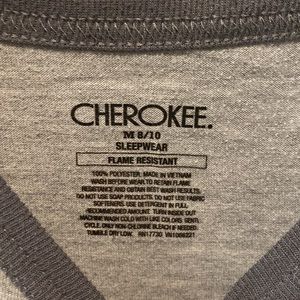 CHEROKEE.
M 8/10
SLEEPWEAR
FLAME RESISTANT
100% POLYESTER. MADE IN VIETNAM
WASH BEFORE WEAR TO RETAIN FLAME
RESISTANCE AND OBTAIN BEST WASH RESULTS.
DO NOT USE SOAP PRODUCTS. DO NOT USE FABRIC
SOFTENERS. USE DETERGENT IN FULL
RECOMMENDED AMOUNT. TURN INSIDE OUT
MACHINE WASH COLD WITH LIKE COLORS. GENTLE
CYCLE. ONLY NON-CHLORINE BLEACH IF NEEDED.
TUMBLE DRY LOW. RN17730